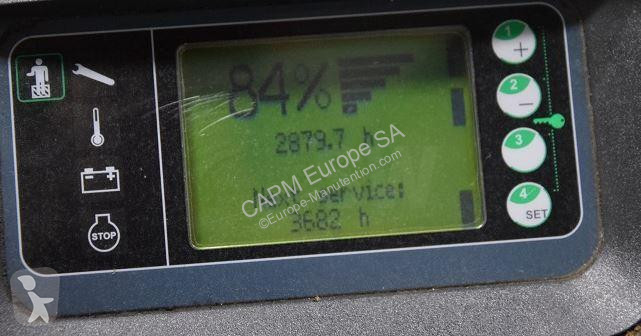 84%
2879.7 h
Next service:
3682 h
CAPM Europe SA
©Europe-Manutention.com
STOP
1
+
2
−
3
4
SET